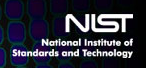 NIST
National Institute of
Standards and Technology